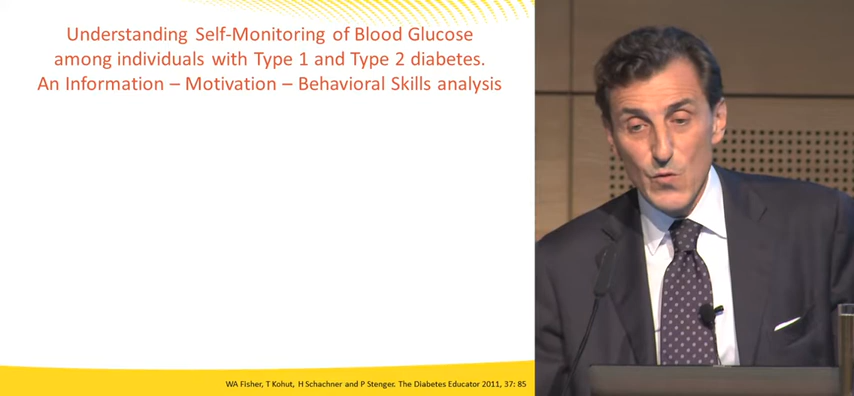 Understanding Self-Monitoring of Blood Glucose
among individuals with Type 1 and Type 2 diabetes.
An Information – Motivation – Behavioral Skills analysis
WA Fisher, T Kohut, H Schachner and P Stenger. The Diabetes Educator 2011, 37: 85